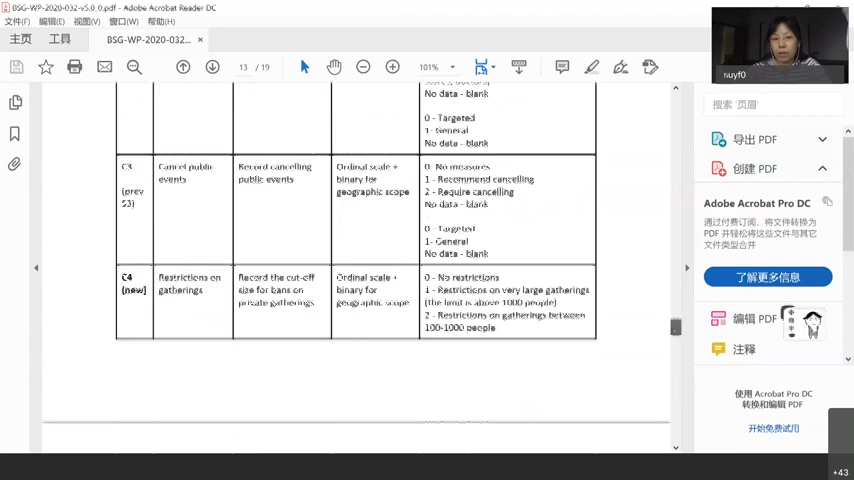 BSG-WP-2020-032-v5.0_0.pdf - Adobe Acrobat Reader DC
文件(F) 编辑(E) 视图(V) 窗口(W) 帮助(H)
主页 工具 BSG-WP-2020-032... ×
13 / 19 101%
No data - blank
0 - Targeted
1- General
No data - blank
C3
(prev
S3)
Cancel public
events
Record cancelling
public events
Ordinal scale +
binary for
geographic scope
0- No measures
1 - Recommend cancelling
2 - Require cancelling
No data - blank
0 - Targeted
1- General
No data - blank
C4
(new)
Restrictions on
gatherings
Record the cut-off
size for bans on
private gatherings
Ordinal scale +
binary for
geographic scope
0 - No restrictions
1 - Restrictions on very large gatherings
(the limit is above 1000 people)
2 - Restrictions on gatherings between
100-1000 people
搜索 '页眉'
导出 PDF
创建 PDF
Adobe Acrobat Pro DC
通过付费订阅，将文件转换为
PDF 并轻松将这些文件与其它
文件类型合并
了解更多信息
编辑 PDF
注释
使用 Acrobat Pro DC
转换和编辑 PDF
开始免费试用
+43